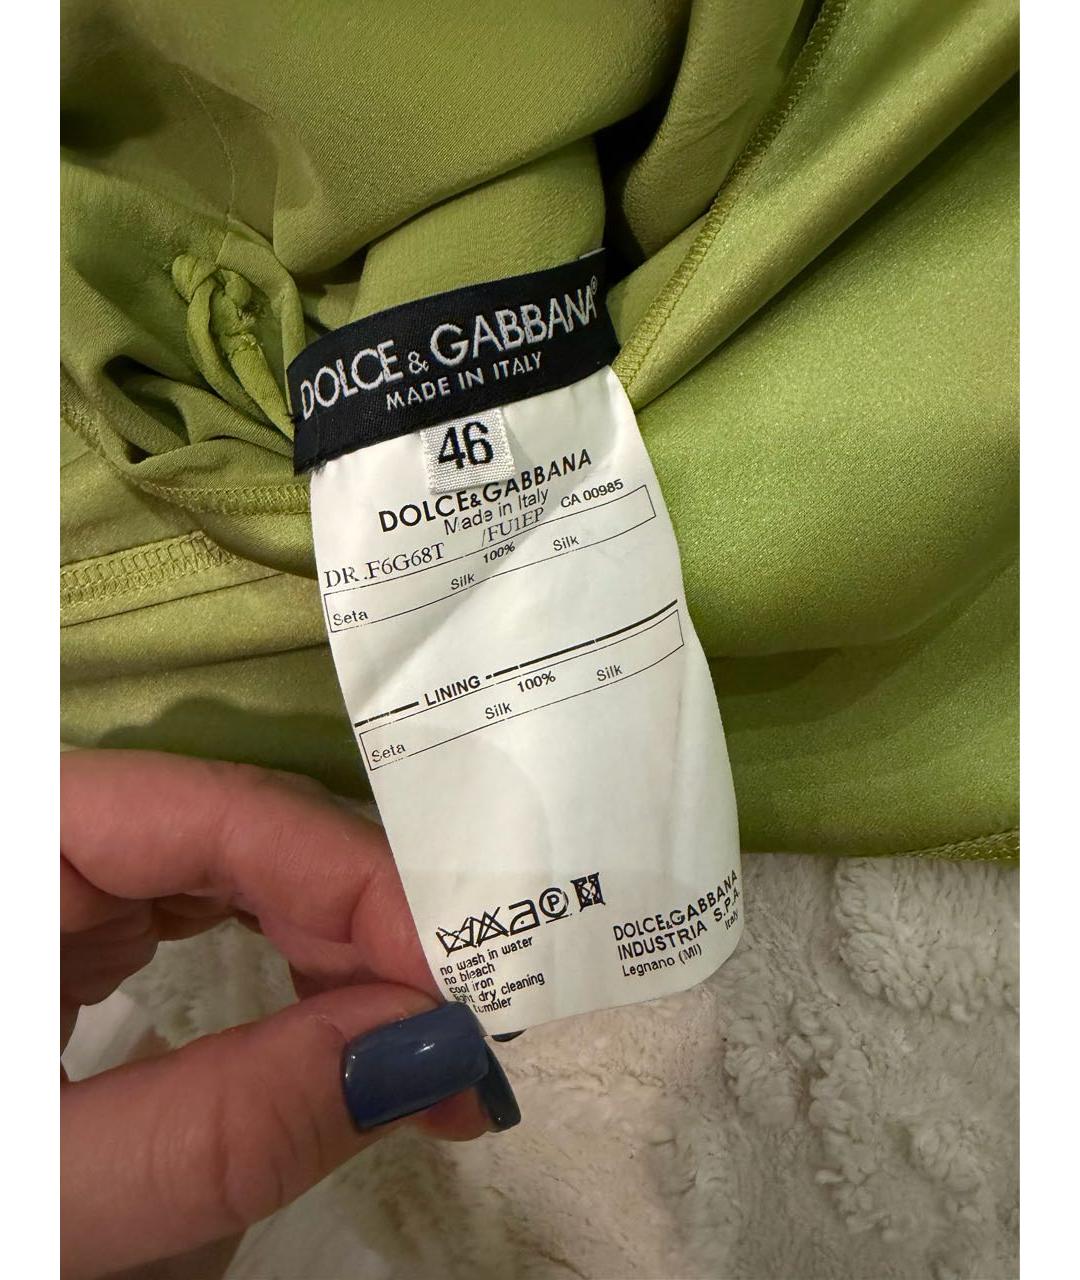 DOLCE & GABBANA®
MADE IN ITALY
46
DOLCE&GABBANA
Made in Italy CA 00985
DR.F6G68T /FU1EP
Seta Silk 100% Silk
LINING
Seta Silk 100% Silk
P
no wash in water
no bleach
cool iron
dry cleaning
tumbler
DOLCE&GABBANA
INDUSTRIA S.P.A.
Legnano (MI) Italy